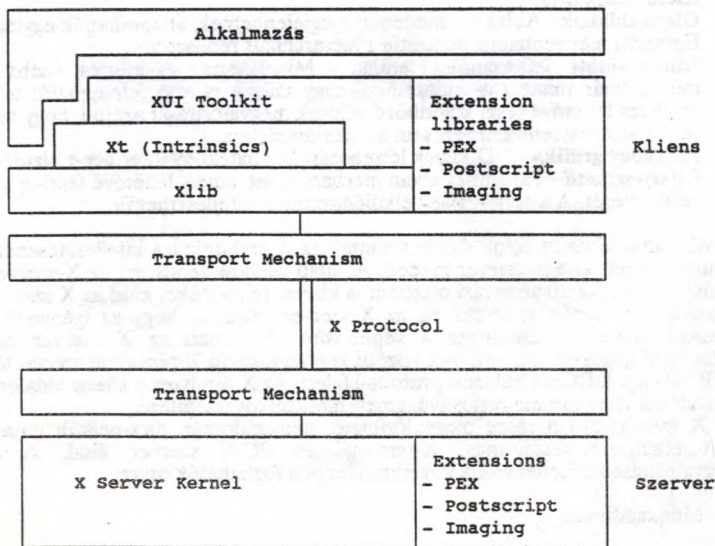 Alkalmazás
XUI Toolkit
Xt (Intrinsics)
Xlib
Extension
library
- PEX
- Postscript
- Imaging
Kliens
Transport Mechanism
X Protocol
Transport Mechanism
X Server Kernel
Extensions
- PEX
- Postscript
- Imaging
Szerver